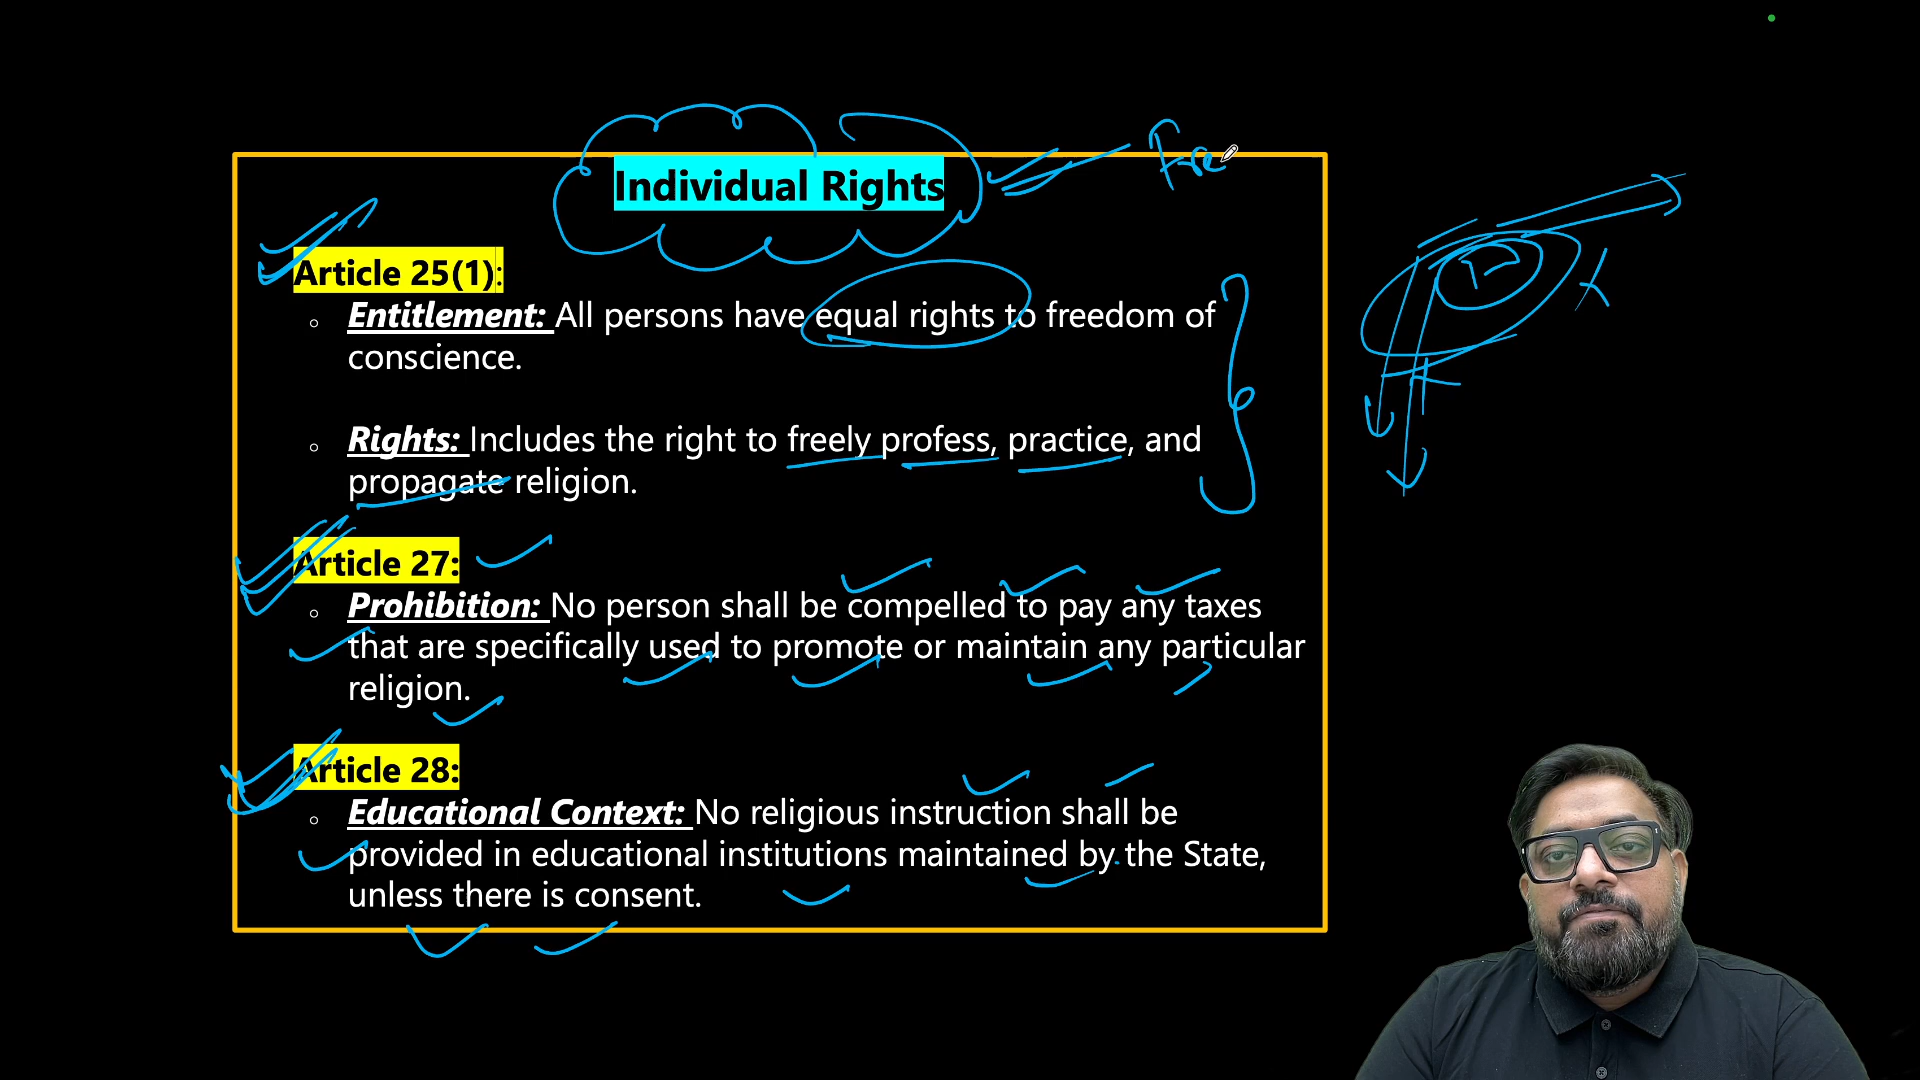 Individual Rights
Fre
Article 25(1):
Entitlement: All persons have equal rights to freedom of
conscience.
Rights: Includes the right to freely profess, practice, and
propagate religion.
Article 27:
Prohibition: No person shall be compelled to pay any taxes
that are specifically used to promote or maintain any particular
religion.
Article 28:
Educational Context: No religious instruction shall be
provided in educational institutions maintained by the State,
unless there is consent.